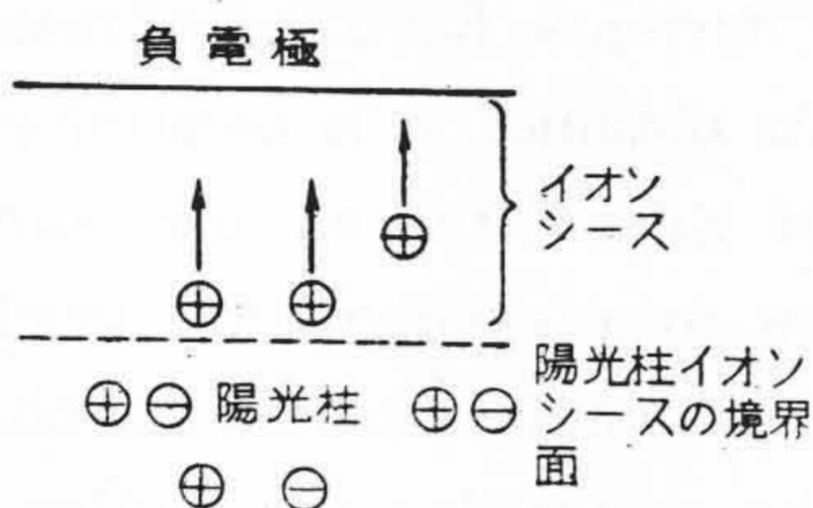 負電極
イオン
シース
陽光柱
陽光柱イオン
シースの境界
面